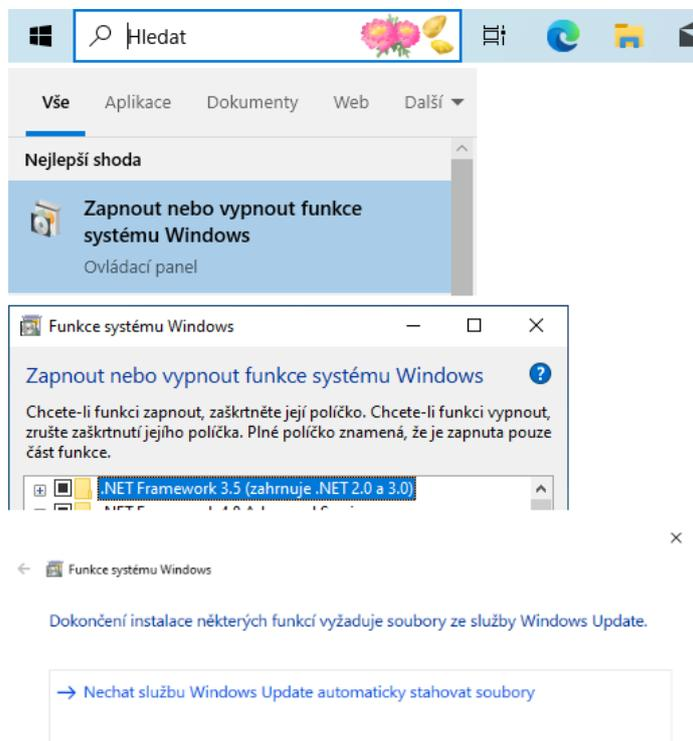 Hledat
Vše Aplikace Dokumenty Web Další
Nejlepší shoda
Zapnout nebo vypnout funkce
systému Windows
Ovládací panel
Funkce systému Windows
Zapnout nebo vypnout funkce systému Windows
Chcete-li funkci zapnout, zaškrtněte její políčko. Chcete-li funkci vypnout,
zrušte zaškrtnutí jejího políčka. Plné políčko znamená, že je zapnuta pouze
část funkce.
.NET Framework 3.5 (zahrnuje .NET 2.0 a 3.0)
Funkce systému Windows
Dokončení instalace některých funkcí vyžaduje soubory ze služby Windows Update.
→ Nechat službu Windows Update automaticky stahovat soubory